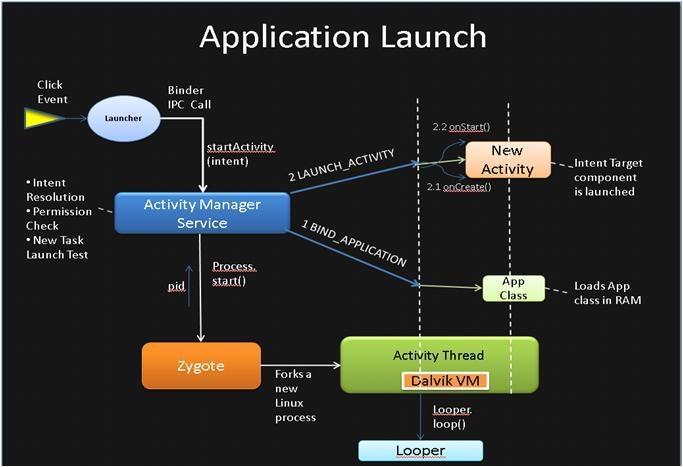 Application Launch
Click
Event
Launcher
Binder
IPC Call
startActivity
(intent)
• Intent
Resolution
• Permission
Check
• New Task
Launch Test
Activity Manager
Service
2 LAUNCH_ACTIVITY
1 BIND_APPLICATION
2.2 onStart()
2.1 onCreate()
New
Activity
Intent Target
component
is launched
App
Class
Loads App
class in RAM
pid
Process.
start()
Zygote
Forks a
new
Linux
process
Activity Thread
Dalvik VM
Looper.
loop()
Looper